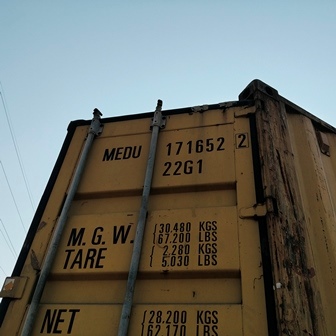 MEDU 171652 2
22G1
M.G.W. 30.480 KGS
67.200 LBS
TARE 2.280 KGS
5.030 LBS
NET 28.200 KGS
62.170 LBS